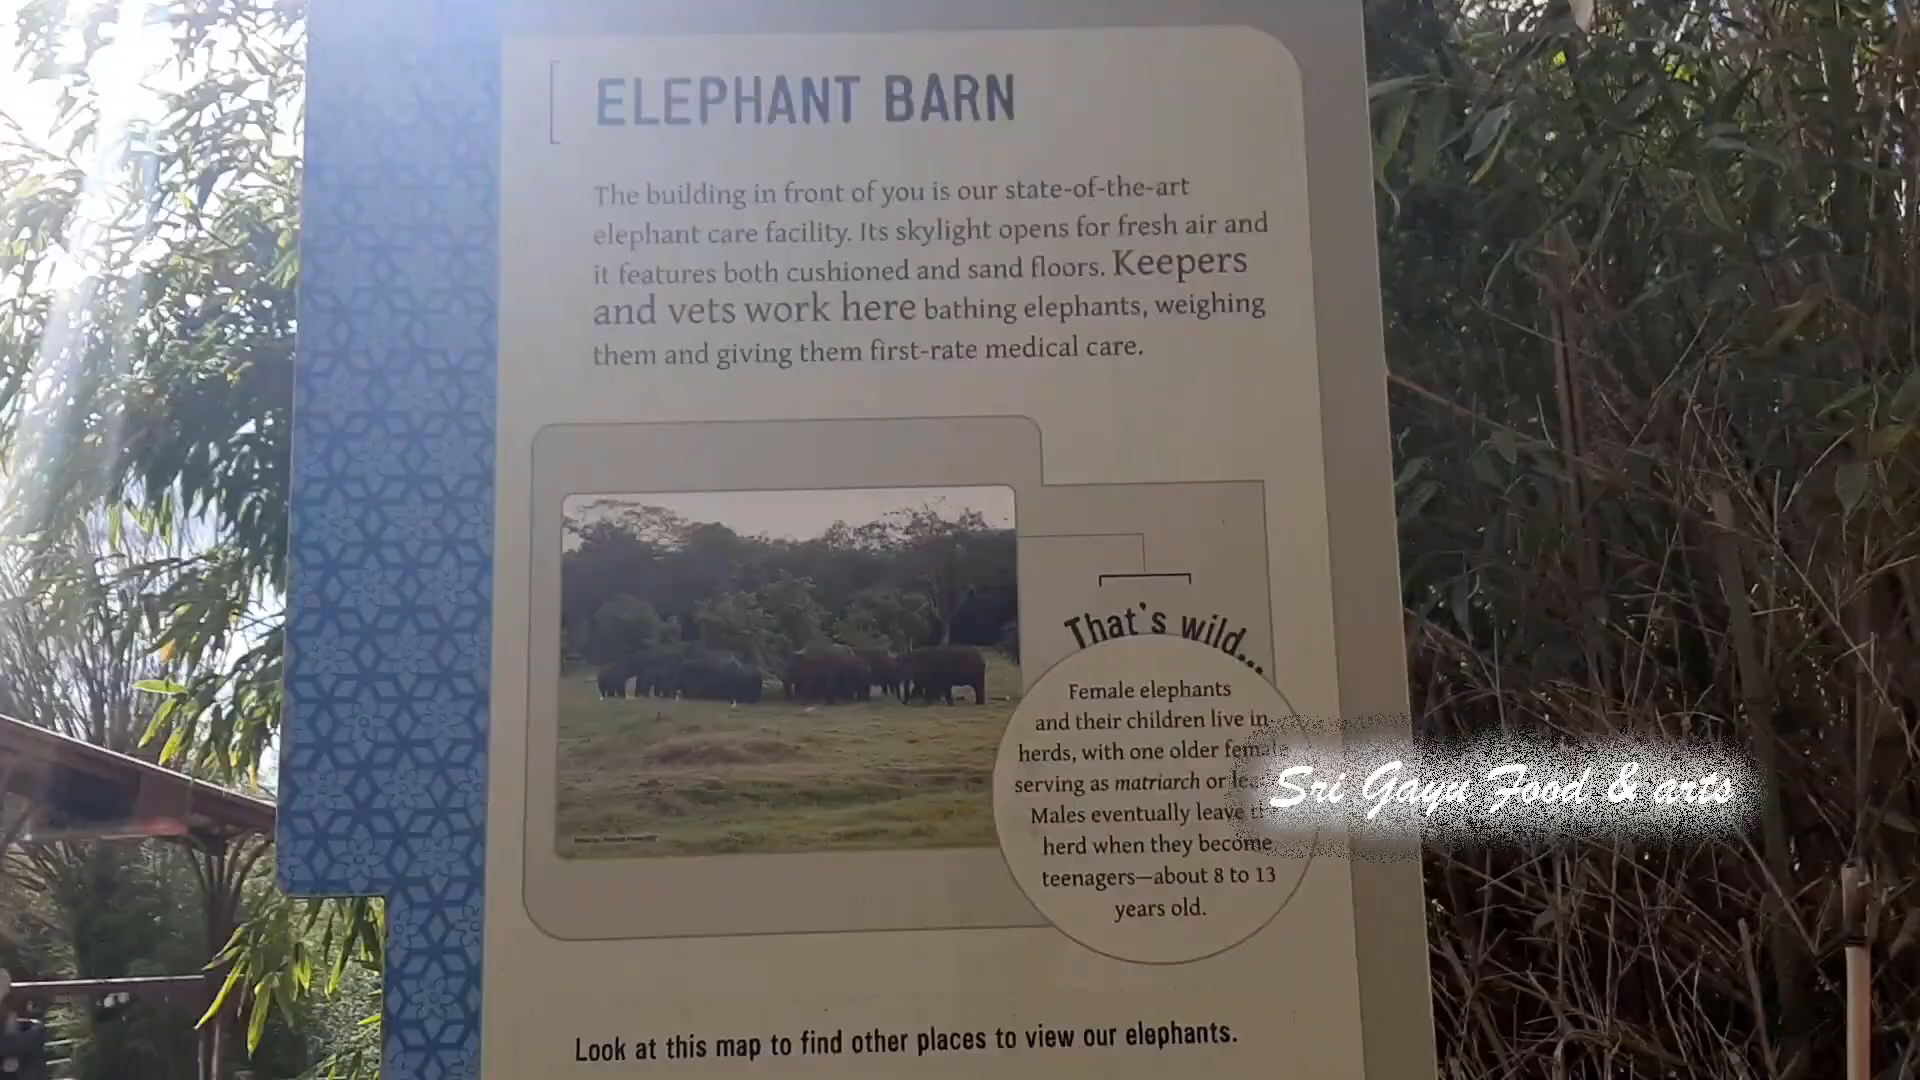 ELEPHANT BARN
The building in front of you is our state-of-the-art
elephant care facility. Its skylight opens for fresh air and
it features both cushioned and sand floors. Keepers
and vets work here bathing elephants, weighing
them and giving them first-rate medical care.
That's wild...
Female elephants
and their children live in
herds, with one older female
serving as matriarch or
Males eventually leave
herd when they become
teenagers—about 8 to 13
years old.
Sri Gayu Food & arts
Look at this map to find other places to view our elephants.